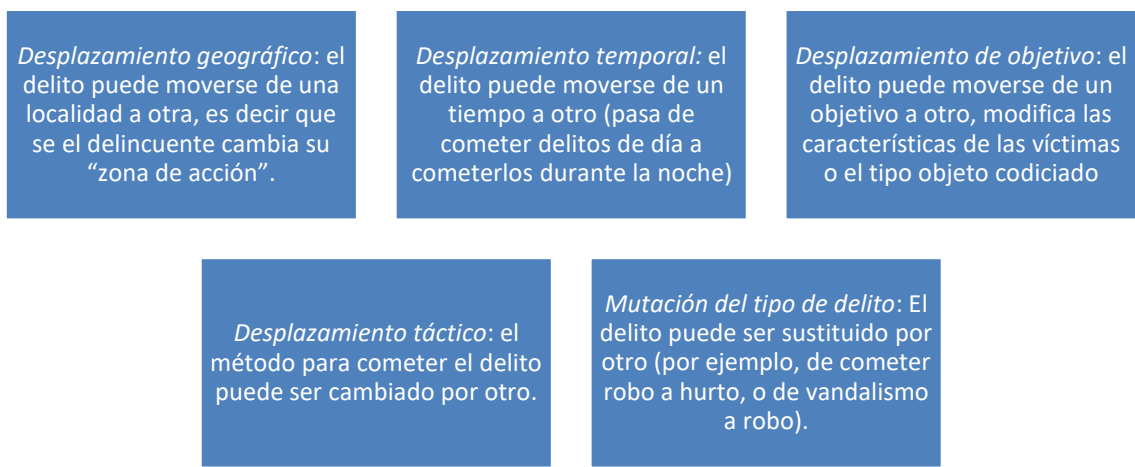 Desplazamiento geográfico: el
delito puede moverse de una
localidad a otra, es decir que
se el delincuente cambia su
“zona de acción”.
Desplazamiento temporal: el
delito puede moverse de un
tiempo a otro (pasa de
cometer delitos de día a
cometerlos durante la noche)
Desplazamiento de objetivo: el
delito puede moverse de un
objetivo a otro, modifica las
características de las víctimas
o el tipo objeto codiciado
Desplazamiento táctico: el
método para cometer el delito
puede ser cambiado por otro.
Mutación del tipo de delito: El
delito puede ser sustituido por
otro (por ejemplo, de cometer
robo a hurto, o de vandalismo
a robo).